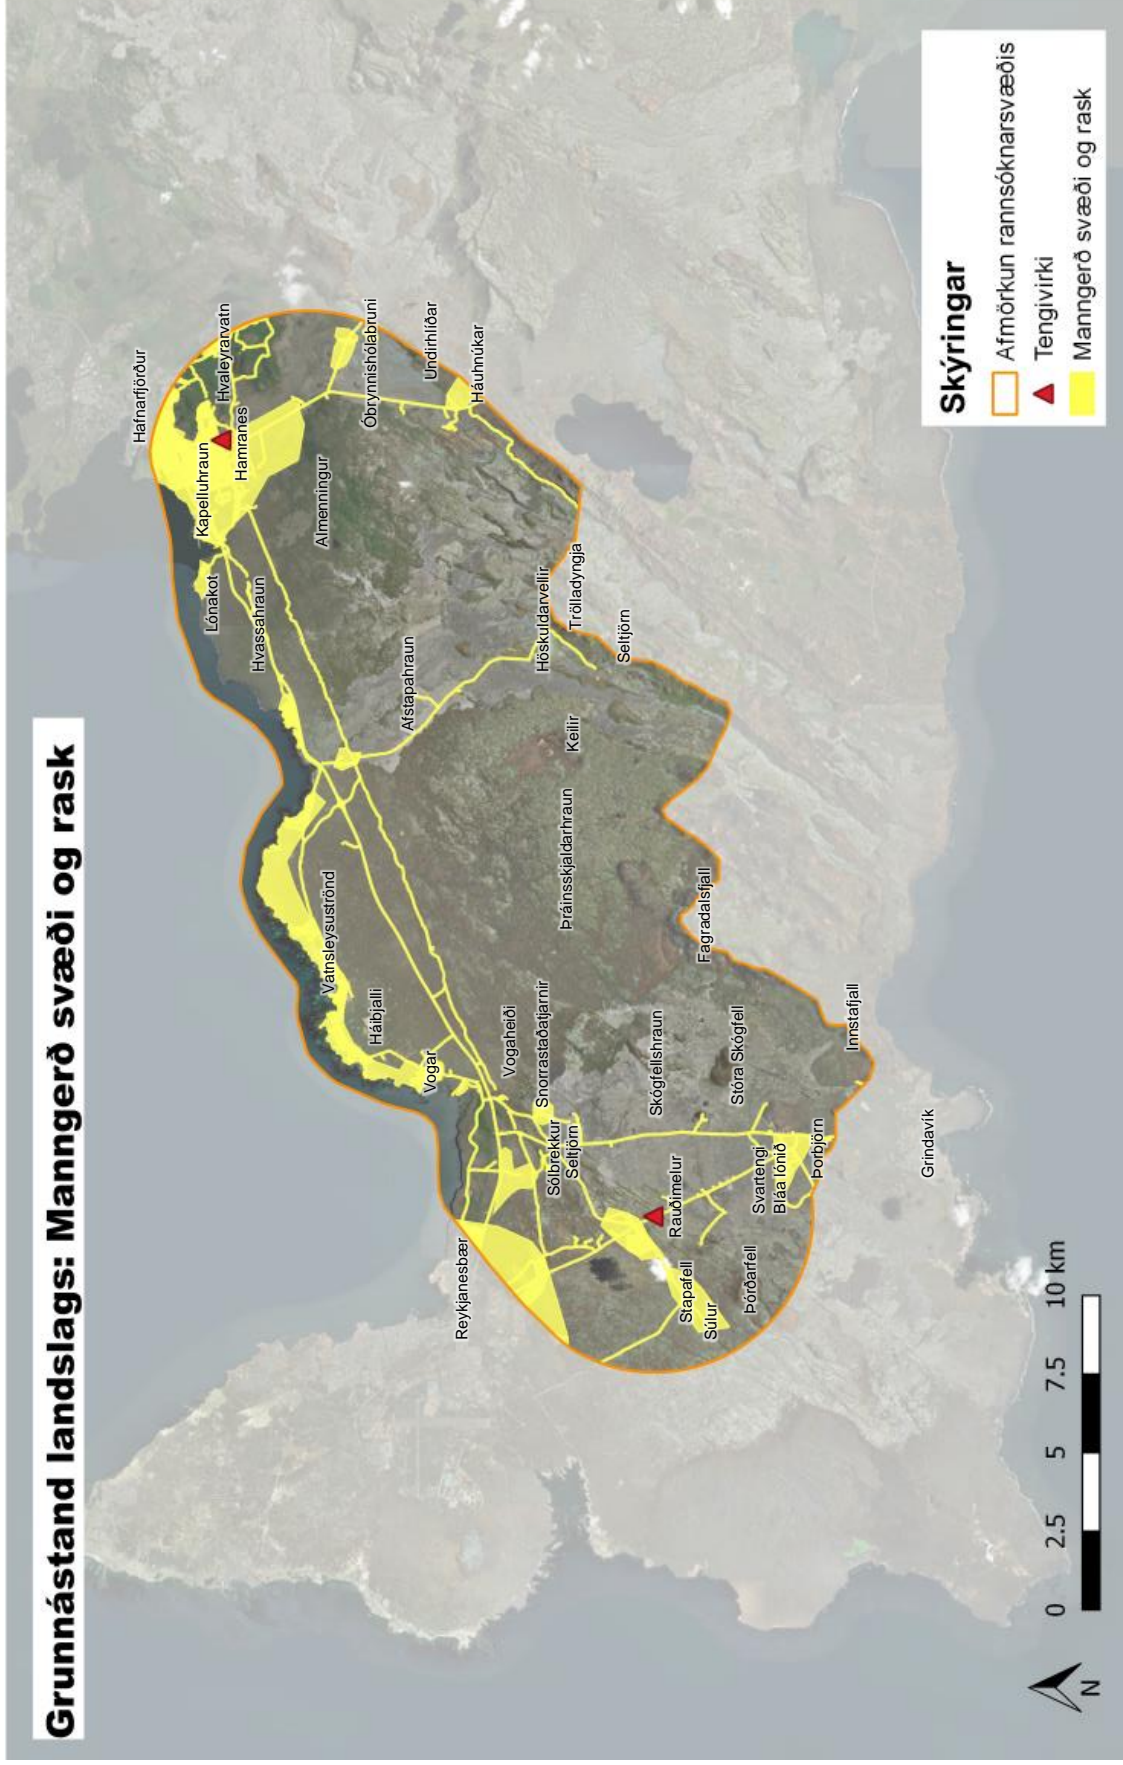 Grunnástand landslags: Manngerð svæði og rask
Hafnarfjörður
Hvaleyrarvatn
Hamranes
Kapelluhraun
Lónakot
Hvassahraun
Almenningur
Óbrynnishólabruni
Undirhlíðar
Háuhnúkar
Afstapahraun
Höskuldarvellir
Trölladyngja
Seltjörn
Keilir
Þráinsskjaldarhraun
Vatnsleysuströnd
Háibjalli
Vogar
Vogaheiði
Snorrastaðatjarnir
Fagradalsfjall
Skógfellshraun
Stóra Skógfell
Innstafjall
Sólbrekkur
Seltjörn
Reykjanesbær
Rauðimelur
Svartengi
Bláa lónið
Þorbjörn
Stapafell
Súlur
Þórðarfell
Grindavík
Skýringar
Afmörkun rannsóknarsvæðis
Tengivirki
Manngerð svæði og rask
N
0 2.5 5 7.5 10 km